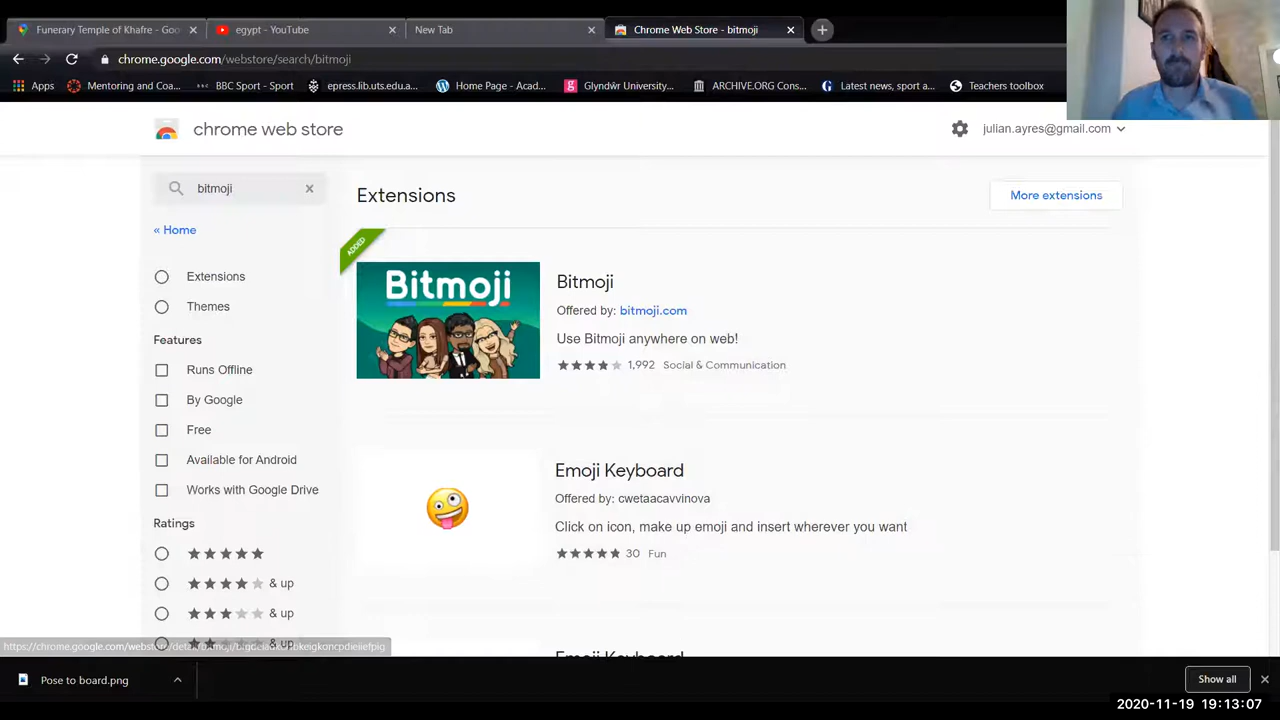 Funerary Temple of Khafre - Goo
egypt - YouTube
New Tab
Chrome Web Store - bitmoji
chrome.google.com/webstore/search/bitmoji
Apps
Mentoring and Coa...
BBC Sport - Sport
epress.lib.uts.edu.a...
Home Page - Acad...
Glyndŵr University...
ARCHIVE.ORG Cons...
Latest news, sport a...
Teachers toolbox
chrome web store
julian.ayres@gmail.com
bitmoji
« Home
Extensions
Themes
Features
Runs Offline
By Google
Free
Available for Android
Works with Google Drive
Ratings
& up
& up
& up
Extensions
More extensions
ADDED
Bitmoji
Bitmoji
Offered by: bitmoji.com
Use Bitmoji anywhere on web!
1,992 Social & Communication
Emoji Keyboard
Offered by: cwetaacavvinova
Click on icon, make up emoji and insert wherever you want
30 Fun
Emoji Keyboard
Pose to board.png
Show all
2020-11-19 19:13:07